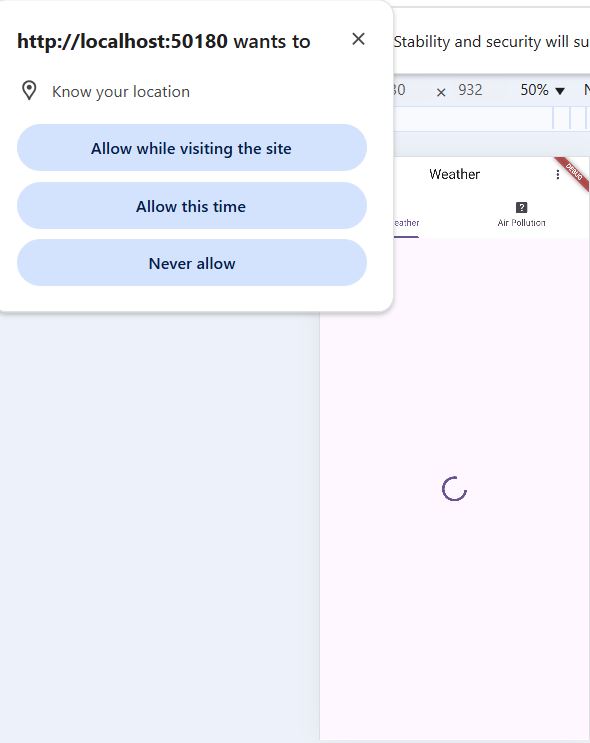 http://localhost:50180 wants to
Know your location
Allow while visiting the site
Allow this time
Never allow
Stability and security will su
× 932 50%
Weather
DEBUG
eather
Air Pollution